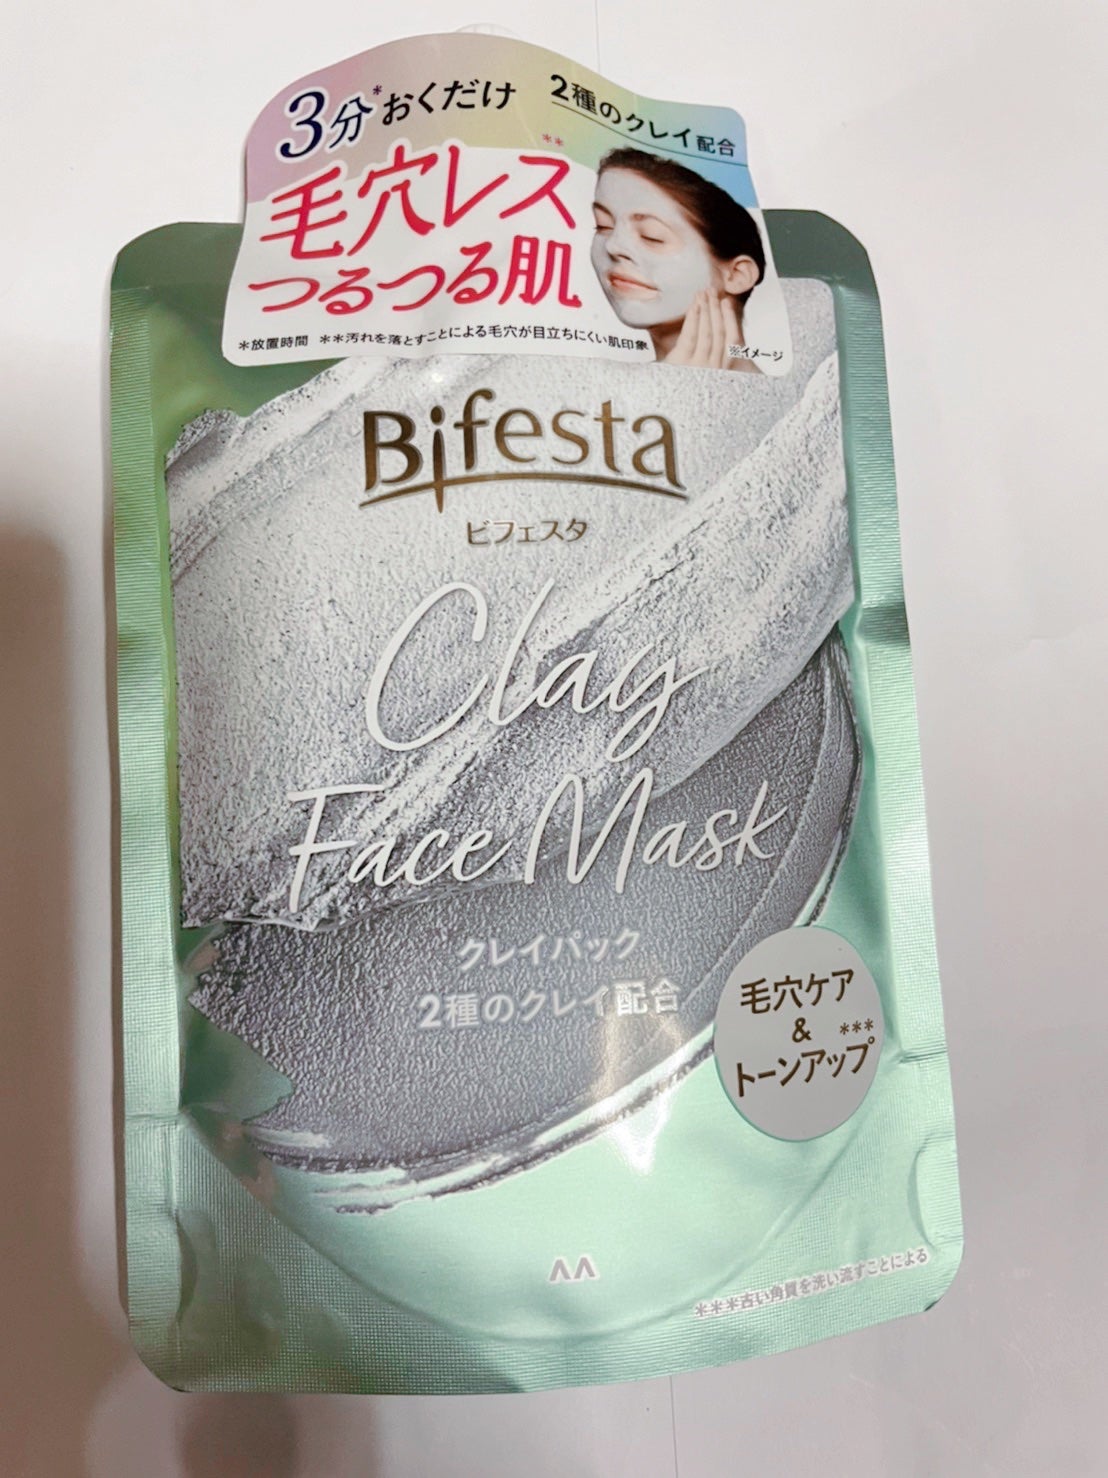 3分*おくだけ
2種のクレイ配合
毛穴レス**
つるつる肌
*放置時間 **汚れを落とすことによる毛穴が目立ちにくい肌印象
※イメージ
Bifesta
ビフェスタ
Clay
Face Mask
クレイパック
2種のクレイ配合
毛穴ケア
&
トーンアップ***
***古い角質を洗い流すことによる